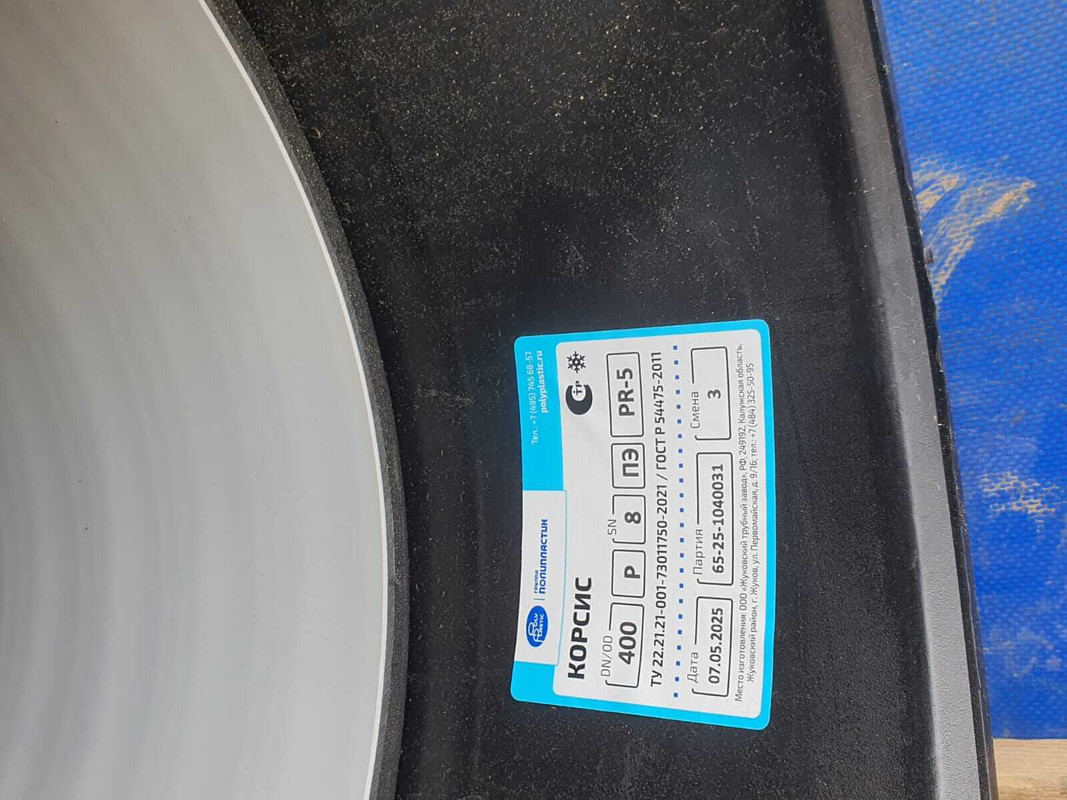 POLY PLASTIC ГРУППА ПОЛИПЛАСТИК
Тел.: +7 (495) 745 68-57
polyplastic.ru
КОРСИС
СТР
DN/OD SN
400 Р 8 ПЭ PR-5
ТУ 22.21.21-001-73011750-2021 / ГОСТ Р 54475-2011
Дата Партия Смена
07.05.2025 65-25-1040031 3
Место изготовления: ООО «Жуковский трубный завод», РФ, 249192, Калужская область,
Жуковский район, г. Жуков, ул. Первомайская, д. 9/16; тел.: +7 (484) 325-50-95